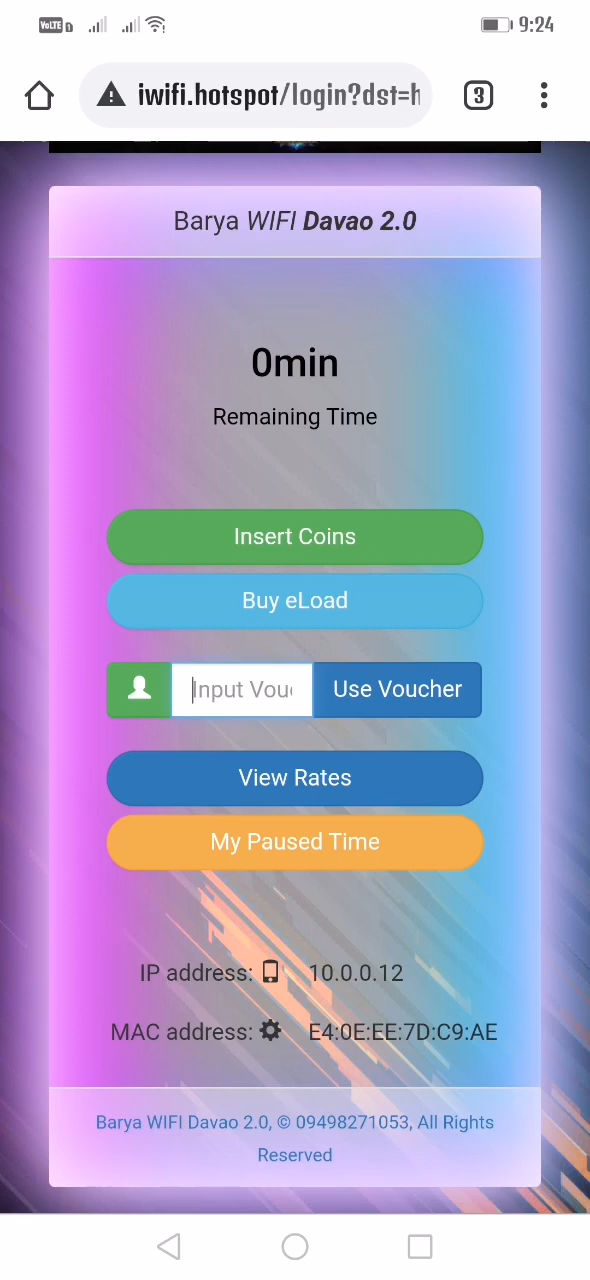 VoLTE 1 9:24
iwifi.hotspot/login?dst=h 3
Barya WIFI Davao 2.0
0min
Remaining Time
Insert Coins
Buy eLoad
Input Vou Use Voucher
View Rates
My Paused Time
IP address: 10.0.0.12
MAC address: E4:0E:EE:7D:C9:AE
Barya WIFI Davao 2.0, © 09498271053, All Rights
Reserved